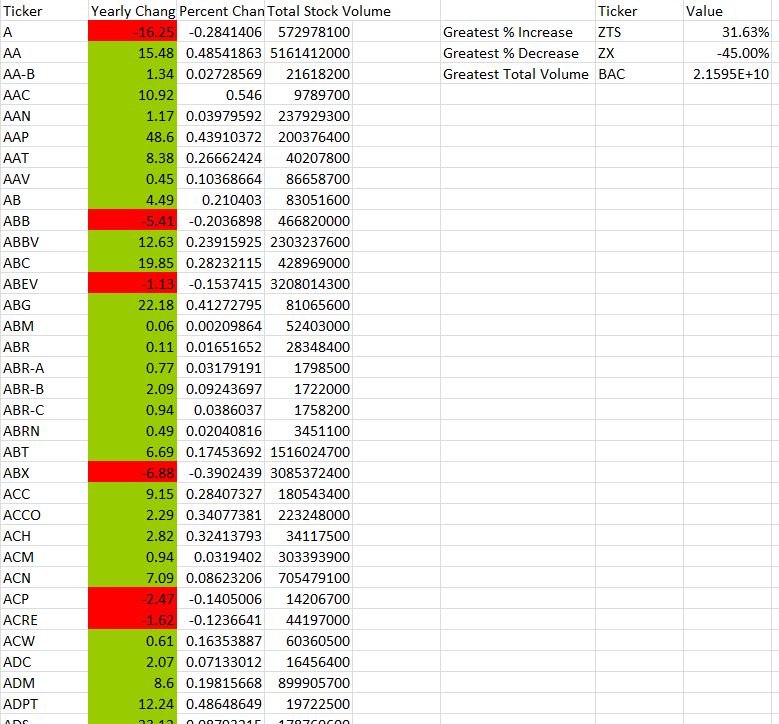 Ticker Yearly Chang Percent Chan Total Stock Volume Ticker Value
A -16.25 -0.2841406 572978100 Greatest % Increase ZTS 31.63%
AA 15.48 0.48541863 5161412000 Greatest % Decrease ZX -45.00%
AA-B 1.34 0.02728569 21618200 Greatest Total Volume BAC 2.1595E+10
AAC 10.92 0.546 9789700
AAN 1.17 0.03979592 237929300
AAP 48.6 0.43910372 200376400
AAT 8.38 0.26662424 40207800
AAV 0.45 0.10368664 86658700
AB 4.49 0.210403 83051600
ABB -5.41 -0.2036898 466820000
ABBV 12.63 0.23915925 2303237600
ABC 19.85 0.28232115 428969000
ABEV -1.13 -0.1537415 3208014300
ABG 22.18 0.41272795 81065600
ABM 0.06 0.00209864 52403000
ABR 0.11 0.01651652 28348400
ABR-A 0.77 0.03179191 1798500
ABR-B 2.09 0.09243697 1722000
ABR-C 0.94 0.0386037 1758200
ABRN 0.49 0.02040816 3451100
ABT 6.69 0.17453692 1516024700
ABX -6.88 -0.3902439 3085372400
ACC 9.15 0.28407327 180543400
ACCO 2.29 0.34077381 223248000
ACH 2.82 0.32413793 34117500
ACM 0.94 0.0319402 303393900
ACN 7.09 0.08623206 705479100
ACP -2.47 -0.1405006 14206700
ACRE -1.62 -0.1236641 44197000
ACW 0.61 0.16353887 60360500
ADC 2.07 0.07133012 16456400
ADM 8.6 0.19815668 899905700
ADPT 12.24 0.48648649 19722500